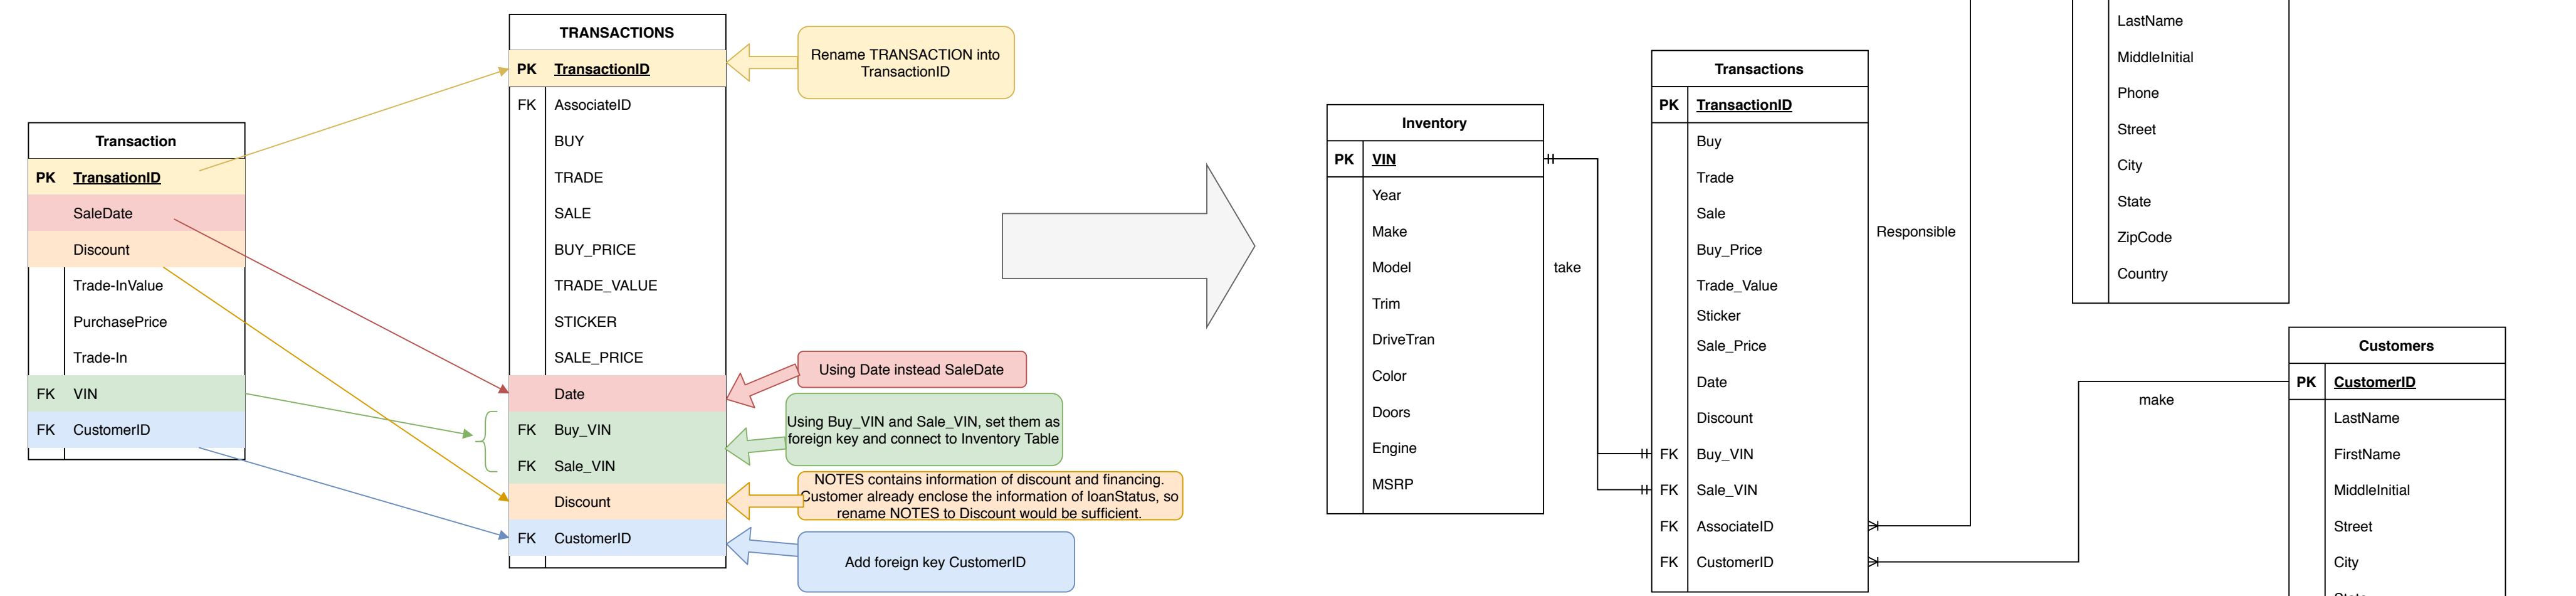 Transaction
PK TransationID
SaleDate
Discount
Trade-InValue
PurchasePrice
Trade-In
FK VIN
FK CustomerID
TRANSACTIONS
PK TransactionID
FK AssociateID
BUY
TRADE
SALE
BUY_PRICE
TRADE_VALUE
STICKER
SALE_PRICE
Date
FK Buy_VIN
FK Sale_VIN
Discount
FK CustomerID
Rename TRANSACTION into
TransactionID
Using Date instead SaleDate
Using Buy_VIN and Sale_VIN, set them as
foreign key and connect to Inventory Table
NOTES contains information of discount and financing.
Customer already enclose the information of loanStatus, so
rename NOTES to Discount would be sufficient.
Add foreign key CustomerID
Inventory
PK VIN
Year
Make
Model
Trim
DriveTran
Color
Doors
Engine
MSRP
take
Transactions
PK TransactionID
Buy
Trade
Sale
Buy_Price
Trade_Value
Sticker
Sale_Price
Date
Discount
FK Buy_VIN
FK Sale_VIN
FK AssociateID
FK CustomerID
Responsible
LastName
MiddleInitial
Phone
Street
City
State
ZipCode
Country
make
Customers
PK CustomerID
LastName
FirstName
MiddleInitial
Street
City